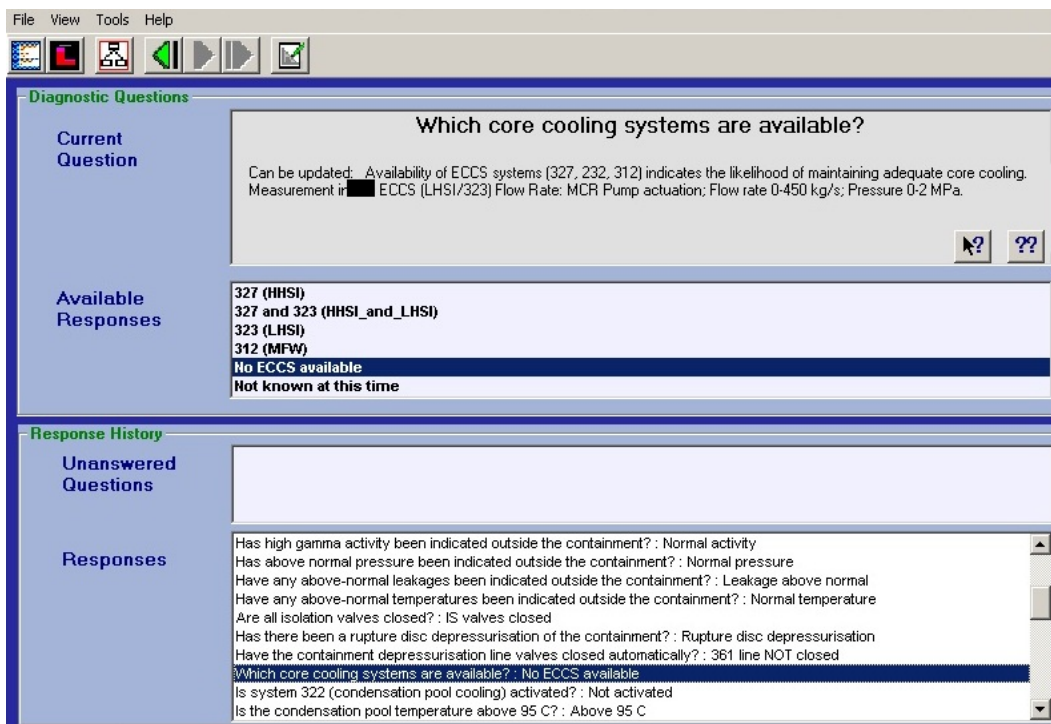 File View Tools Help
Diagnostic Questions
Current
Question
Which core cooling systems are available?
Can be updated: Availability of ECCS systems (327, 232, 312) indicates the likelihood of maintaining adequate core cooling.
Measurement in ECCS (LHSI/323) Flow Rate: MCR Pump actuation; Flow rate 0-450 kg/s; Pressure 0-2 MPa.
? ??
Available
Responses
327 (HHSI)
327 and 323 (HHSI_and_LHSI)
323 (LHSI)
312 (MFW)
No ECCS available
Not known at this time
Response History
Unanswered
Questions
Responses
Has high gamma activity been indicated outside the containment? : Normal activity
Has above normal pressure been indicated outside the containment? : Normal pressure
Have any above-normal leakages been indicated outside the containment? : Leakage above normal
Have any above-normal temperatures been indicated outside the containment? : Normal temperature
Are all isolation valves closed? : IS valves closed
Has there been a rupture disc depressurisation of the containment? : Rupture disc depressurisation
Have the containment depressurisation line valves closed automatically? : 361 line NOT closed
Which core cooling systems are available? : No ECCS available
Is system 322 (condensation pool cooling) activated? : Not activated
Is the condensation pool temperature above 95 C? : Above 95 C